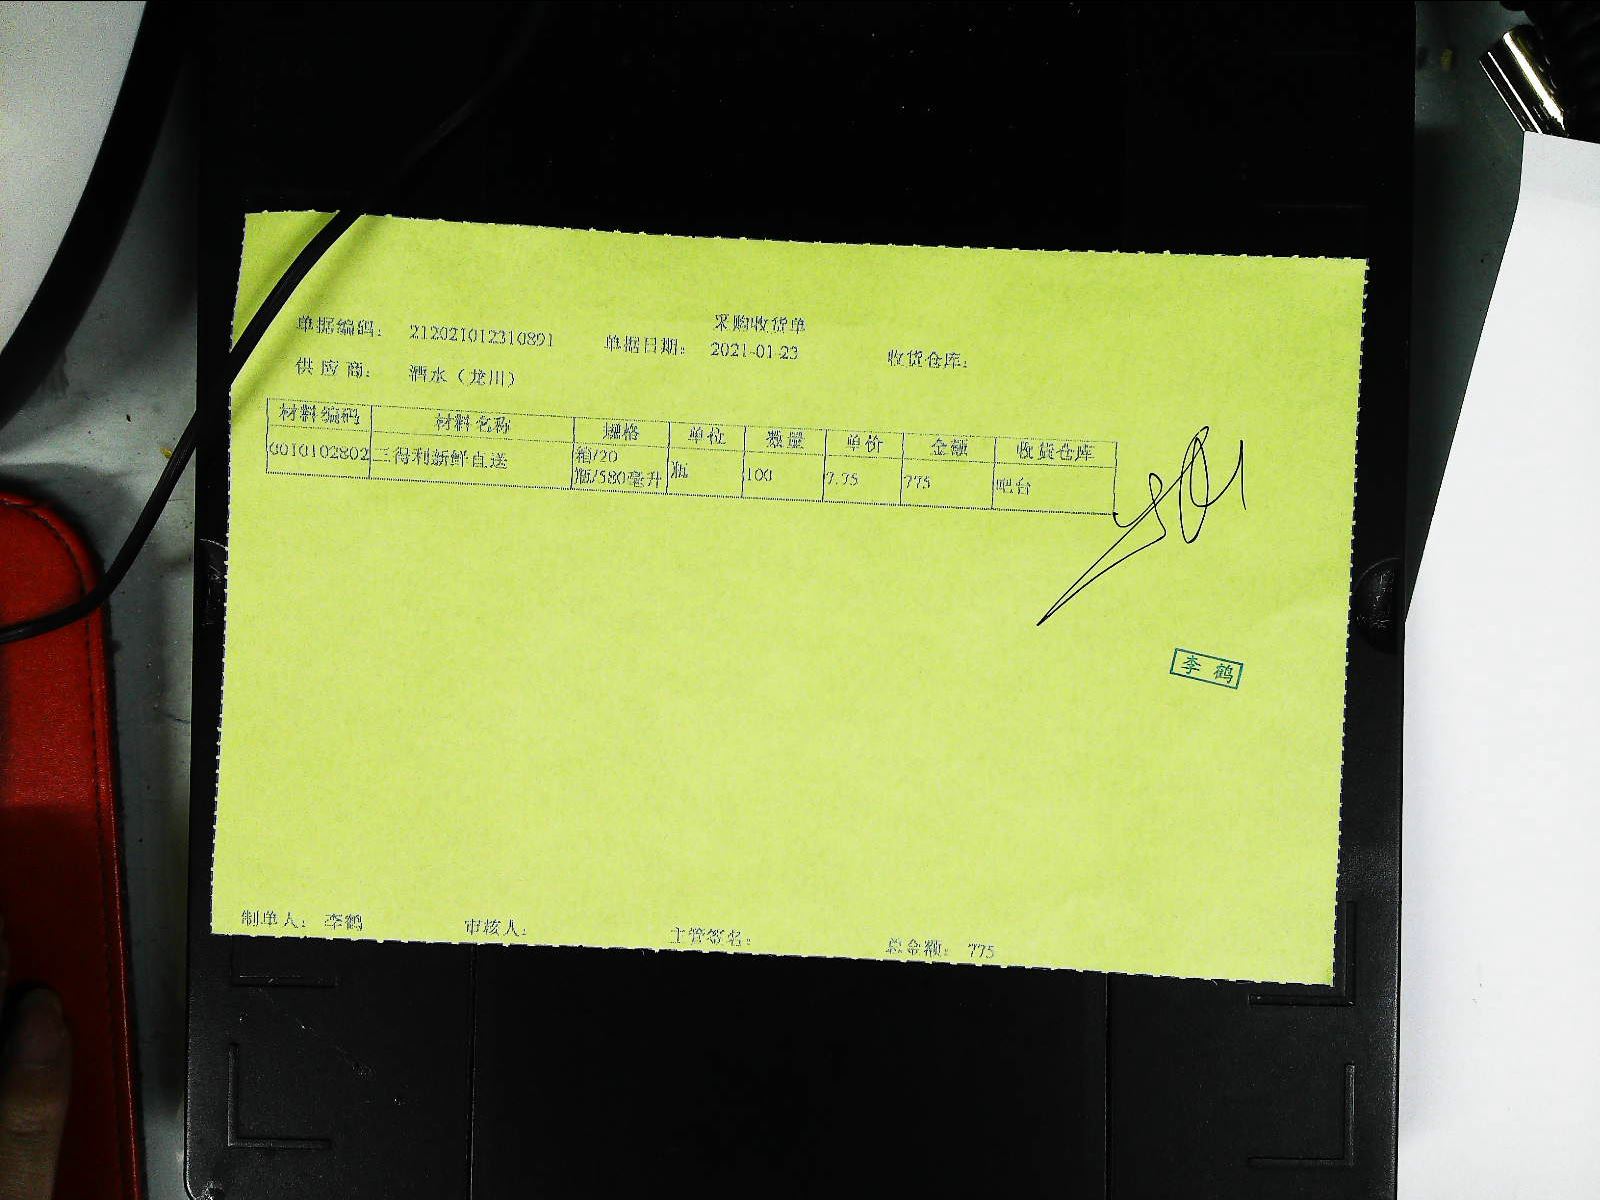 采购收货单
单据编码: 212021012310891 单据日期: 2021-01-23 收货仓库:
供应商: 酒水（龙川）
材料编码 材料名称 规格 单位 数量 单价 金额 收货仓库
0010102802 三得利新鲜直送 箱/20瓶/580毫升 瓶 100 7.75 775 吧台
李鹤
制单人: 李鹤 审核人: 主管签名: 总金额: 775